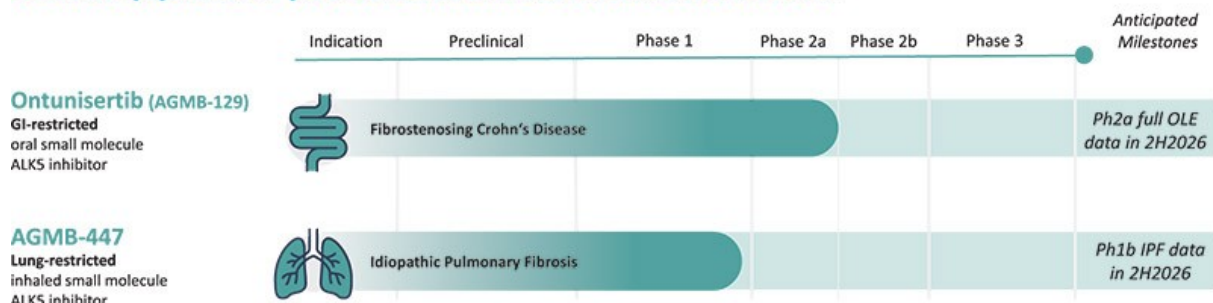 Indication Preclinical Phase 1 Phase 2a Phase 2b Phase 3 Anticipated
Milestones
Ontunisertib (AGMB-129)
GI-restricted
oral small molecule
ALK5 inhibitor
Fibrostenosing Crohn's Disease
Ph2a full OLE
data in 2H2026
AGMB-447
Lung-restricted
inhaled small molecule
ALK5 inhibitor
Idiopathic Pulmonary Fibrosis
Ph1b IPF data
in 2H2026